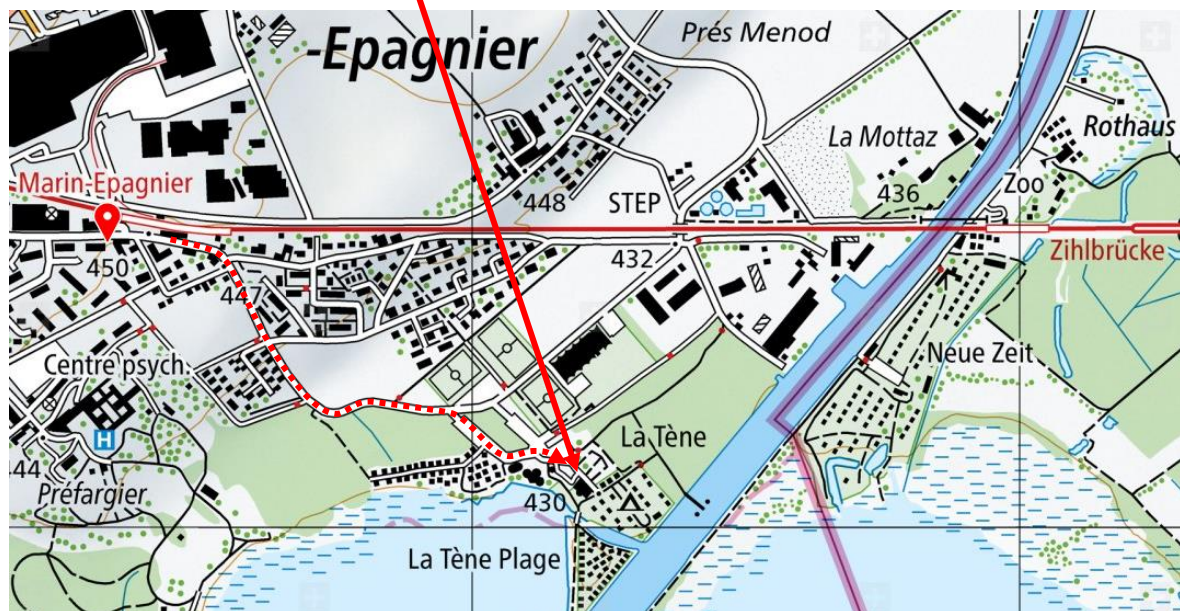 -Epagnier
Prés Menod
La Mottaz
Rothaus
Marin-Epagnier
448
STEP
436
Zoo
450
432
Zihlbrücke
447
Centre psych.
Neue Zeit
H
La Tène
44
Préfargier
430
La Tène Plage